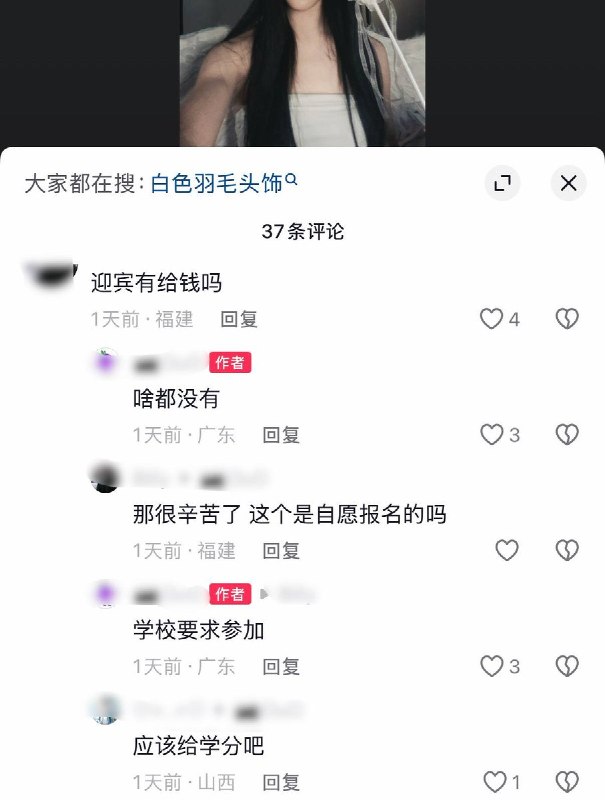 大家都在搜:白色羽毛头饰
37条评论
迎宾有给钱吗
1天前·福建 回复 4
作者
啥都没有
1天前·广东 回复 3
那很辛苦了 这个是自愿报名的吗
1天前·福建 回复
作者
学校要求参加
1天前·广东 回复 3
应该给学分吧
1天前·山西 回复 1